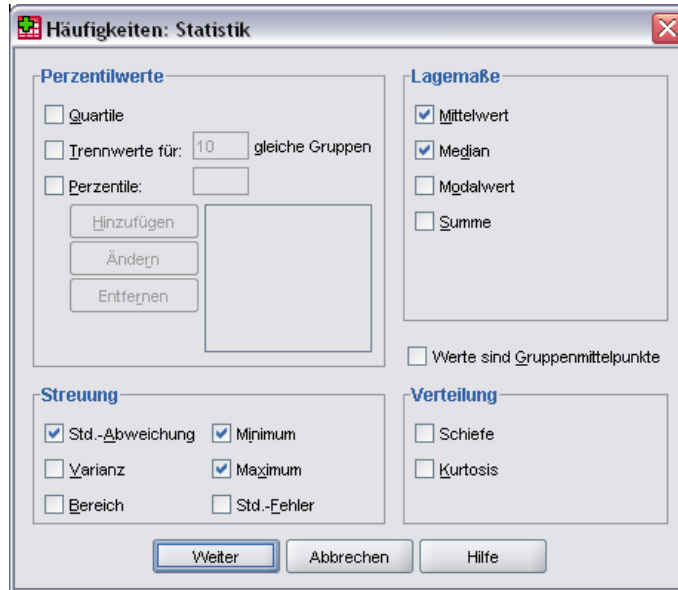 Häufigkeiten: Statistik
Perzentilwerte
Quartile
Trennwerte für: 10 gleiche Gruppen
Perzentile:
Hinzufügen
Ändern
Entfernen
Lagemaße
Mittelwert
Median
Modalwert
Summe
Werte sind Gruppenmittelpunkte
Streuung
Std.-Abweichung Minimum
Varianz Maximum
Bereich Std.-Fehler
Verteilung
Schiefe
Kurtosis
Weiter Abbrechen Hilfe